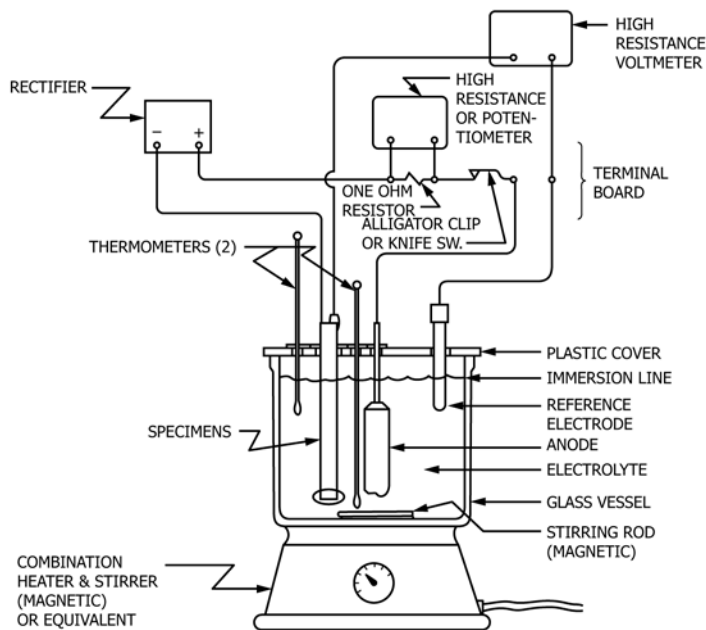 HIGH
RESISTANCE
VOLTMETER
RECTIFIER
HIGH
RESISTANCE
OR POTEN-
TIOMETER
− +
TERMINAL
BOARD
ONE OHM
RESISTOR
ALLIGATOR CLIP
OR KNIFE SW.
THERMOMETERS (2)
PLASTIC COVER
IMMERSION LINE
REFERENCE
ELECTRODE
SPECIMENS
ANODE
ELECTROLYTE
GLASS VESSEL
STIRRING ROD
(MAGNETIC)
COMBINATION
HEATER & STIRRER
(MAGNETIC)
OR EQUIVALENT